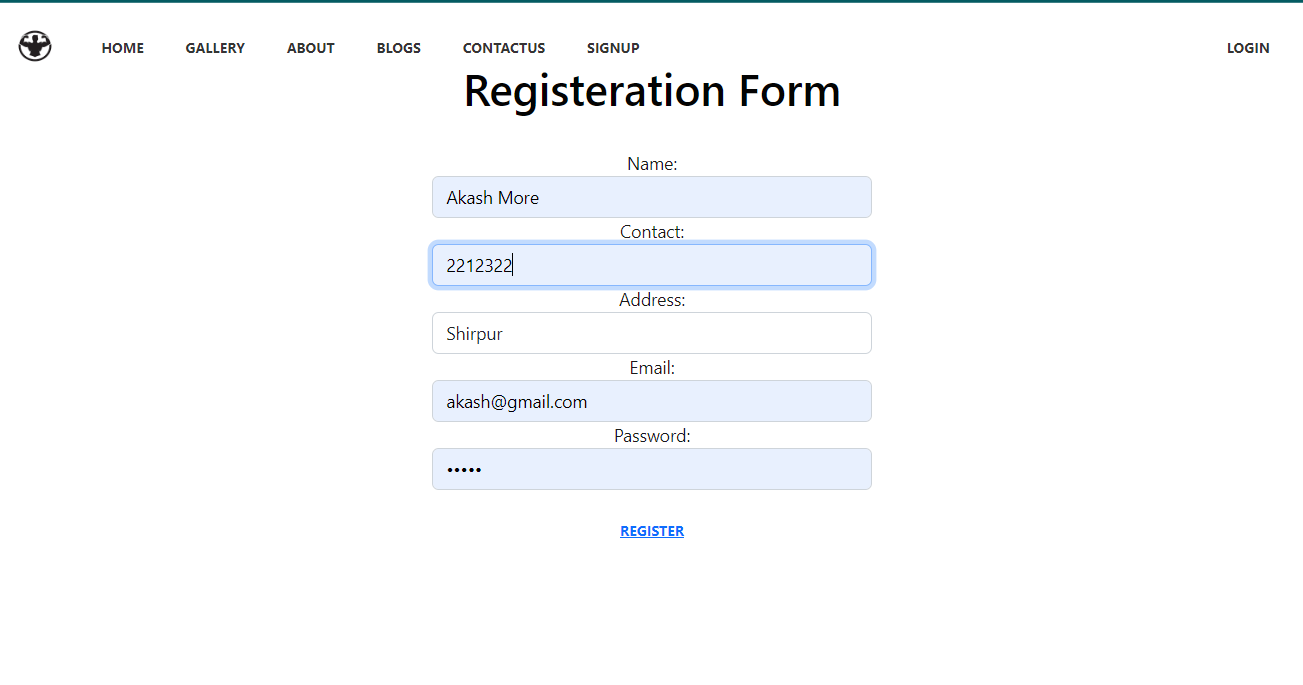 HOME GALLERY ABOUT BLOGS CONTACTUS SIGNUP LOGIN
Registeration Form
Name:
Akash More
Contact:
2212322
Address:
Shirpur
Email:
akash@gmail.com
Password:
•••••
REGISTER